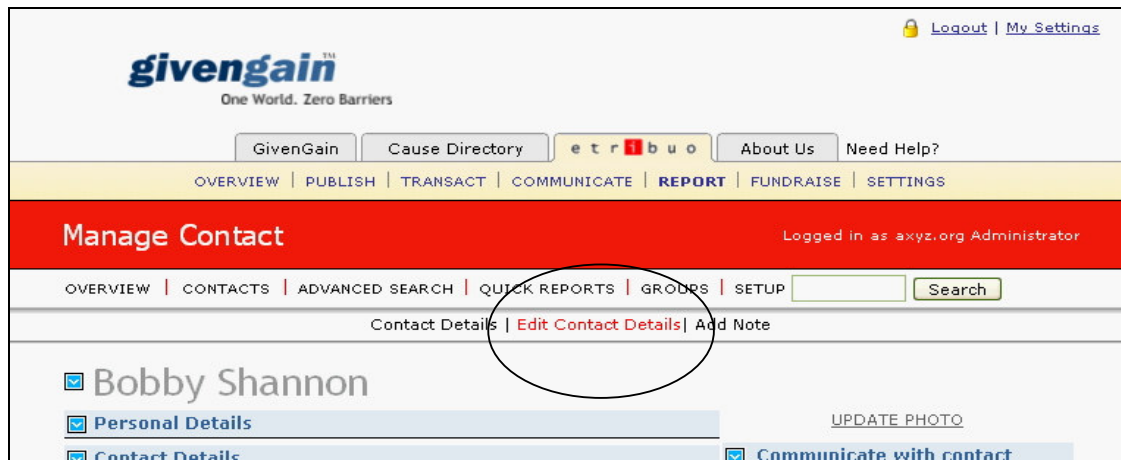 Logout | My Settings
givengain™
One World. Zero Barriers
GivenGain Cause Directory etribuo About Us Need Help?
OVERVIEW | PUBLISH | TRANSACT | COMMUNICATE | REPORT | FUNDRAISE | SETTINGS
Manage Contact Logged in as axyz.org Administrator
OVERVIEW | CONTACTS | ADVANCED SEARCH | QUICK REPORTS | GROUPS | SETUP Search
Contact Details | Edit Contact Details| Add Note
Bobby Shannon
Personal Details UPDATE PHOTO
Contact Details Communicate with contact